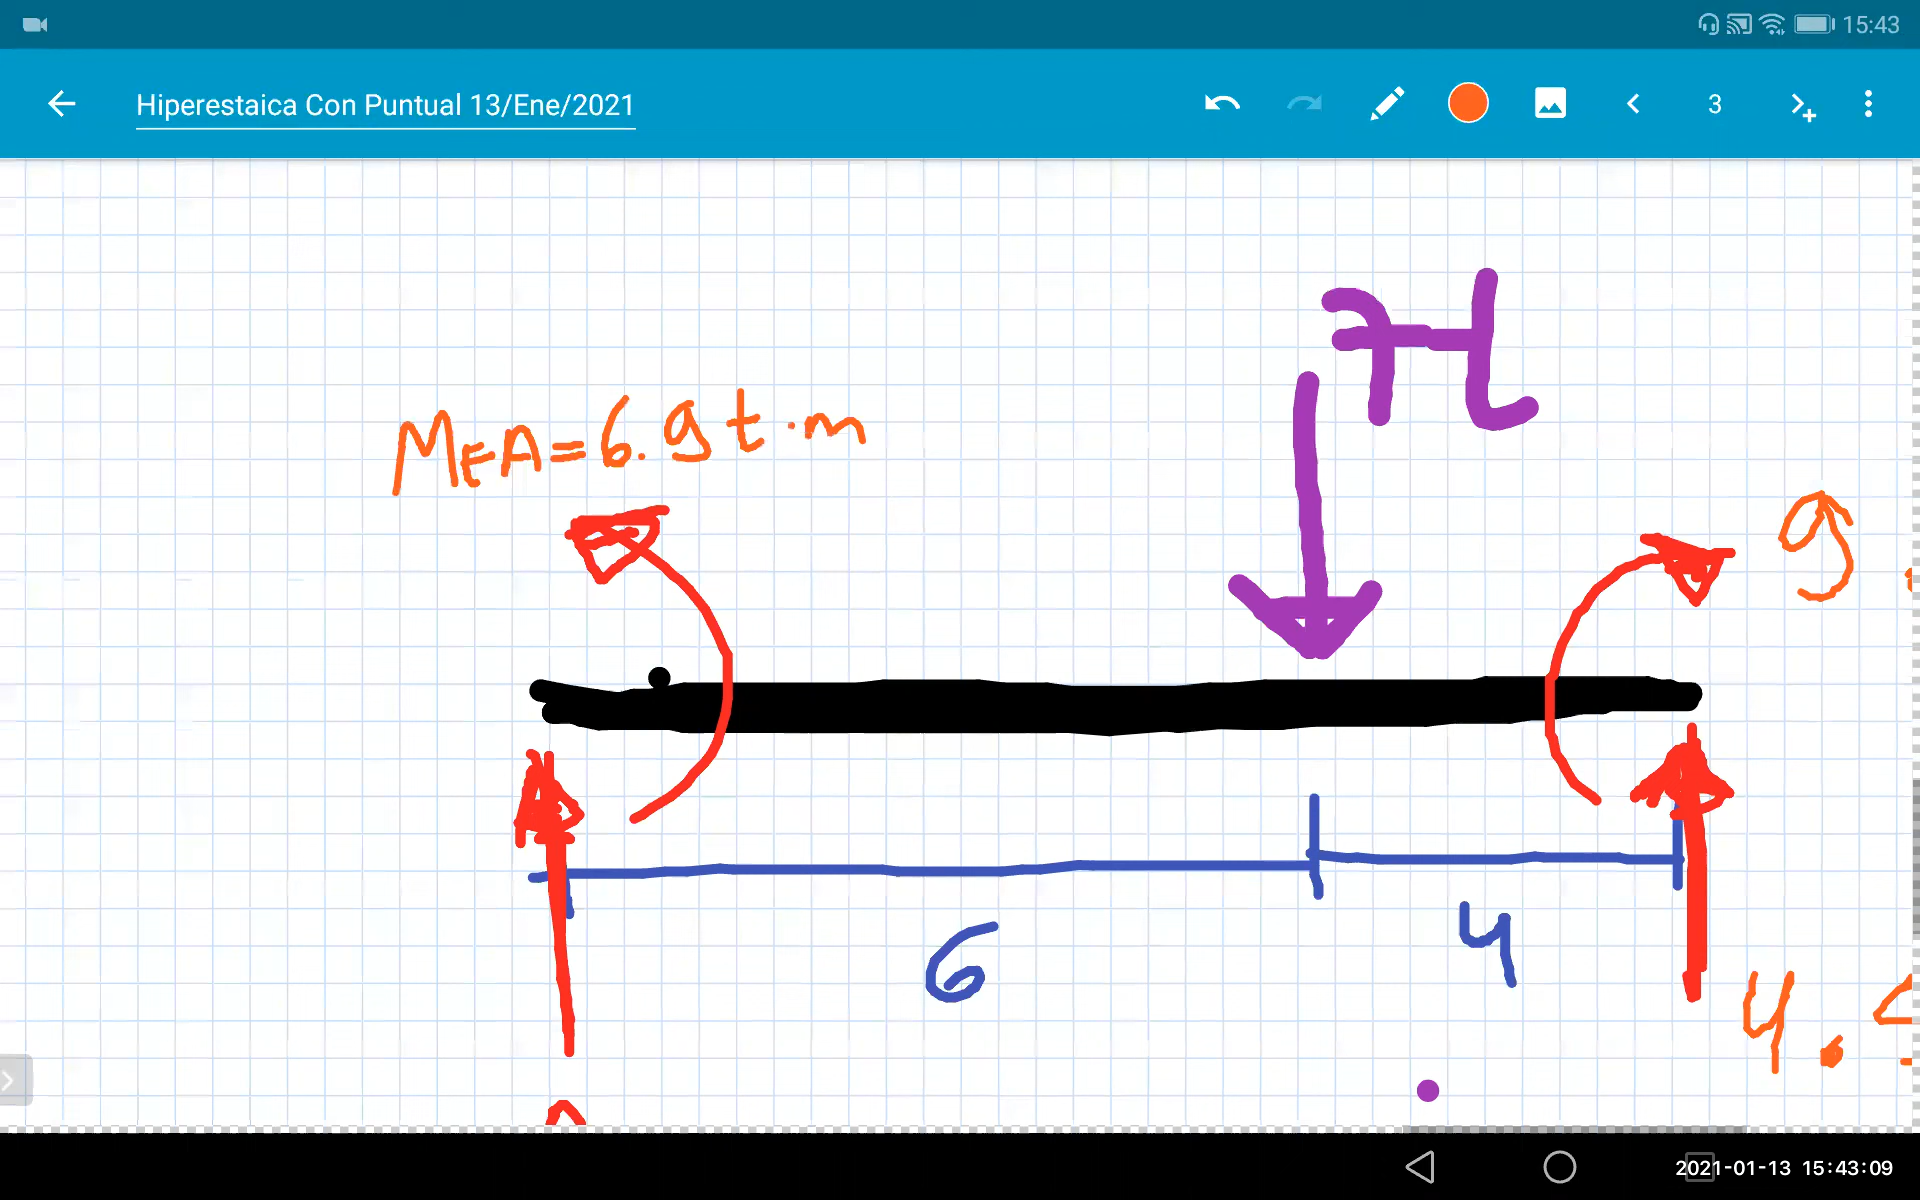 15:43
Hiperestaica Con Puntual 13/Ene/2021
3
7t
MEA=6.9 t.m
9
6
4
4.
2021-01-13 15:43:09